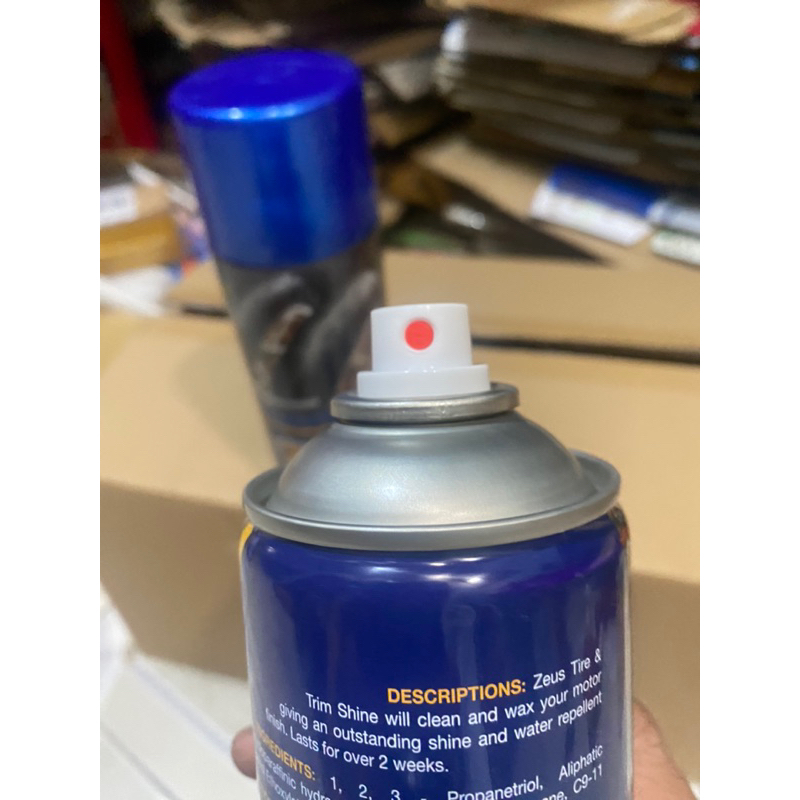 DESCRIPTIONS: Zeus Tire &
Trim Shine will clean and wax your motor
giving an outstanding shine and water repellent
finish. Lasts for over 2 weeks.
1, 2, 3 - Propanetriol, Aliphatic
C9-11